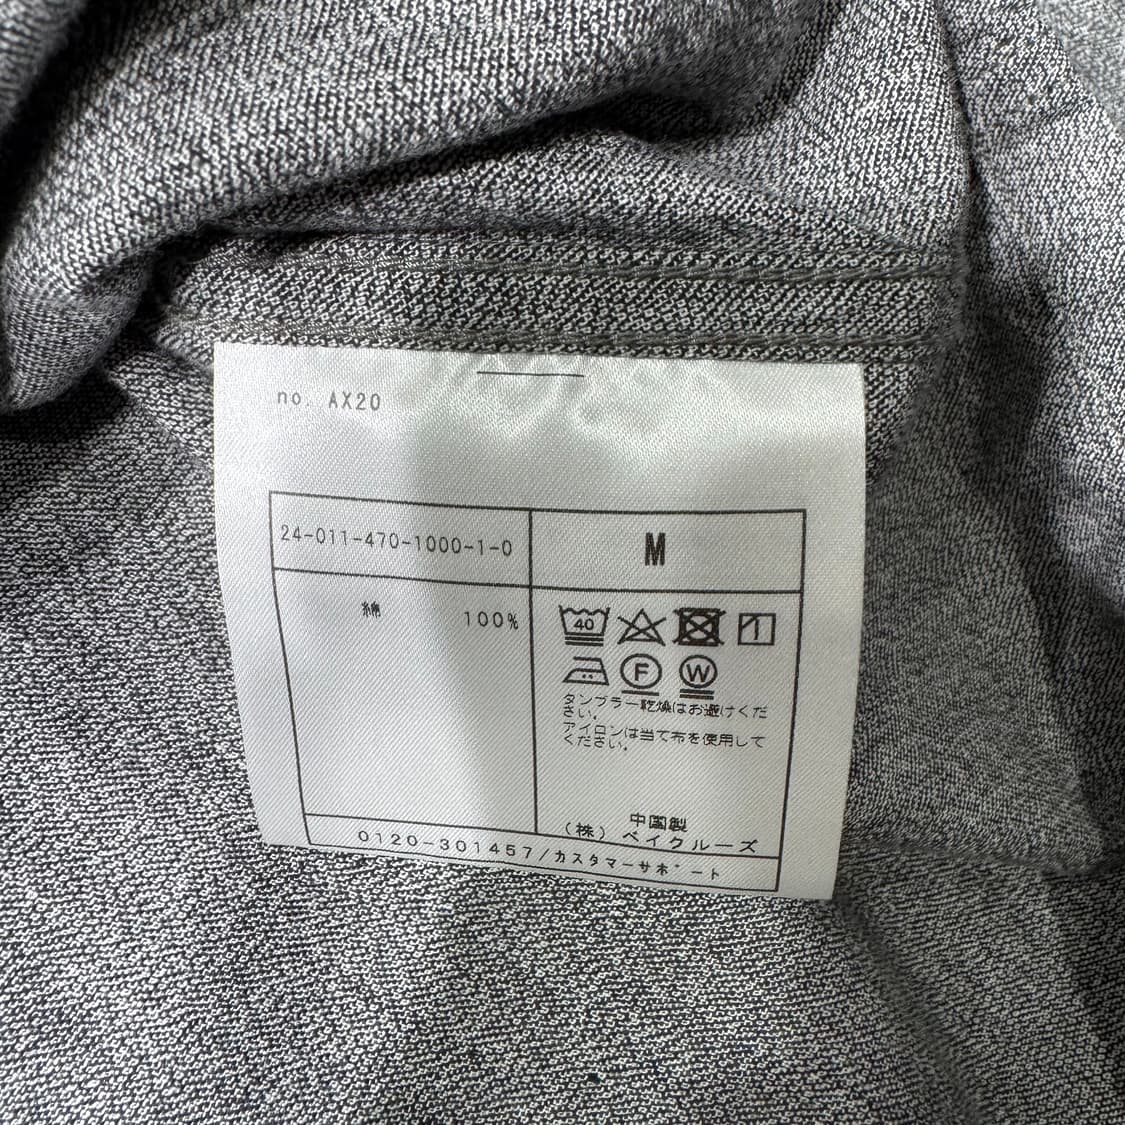 no. AX20
24-011-470-1000-1-0
M
綿 100%
40
F W
タンブラー乾燥はお避けくだ
さい。
アイロンは当て布を使用して
ください。
中国製
(株) ベイクルーズ
0120-301457/カスタマーサポート